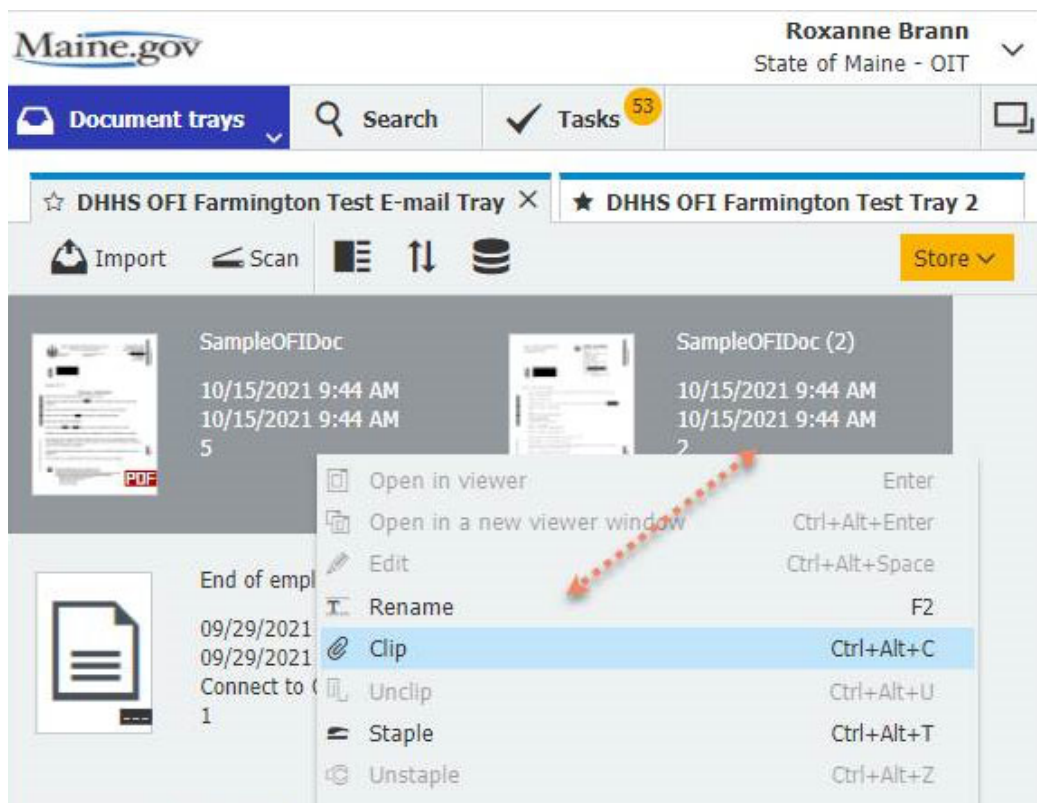 Maine.gov
Roxanne Brann
State of Maine - OIT
Document trays
Search
Tasks 53
DHHS OFI Farmington Test E-mail Tray
DHHS OFI Farmington Test Tray 2
Import
Scan
Store
SampleOFIDoc
10/15/2021 9:44 AM
10/15/2021 9:44 AM
5
PDF
SampleOFIDoc (2)
10/15/2021 9:44 AM
10/15/2021 9:44 AM
2
Open in viewer Enter
Open in a new viewer window Ctrl+Alt+Enter
Edit Ctrl+Alt+Space
Rename F2
Clip Ctrl+Alt+C
Unclip Ctrl+Alt+U
Staple Ctrl+Alt+T
Unstaple Ctrl+Alt+Z
End of empl
09/29/2021
09/29/2021
Connect to
1